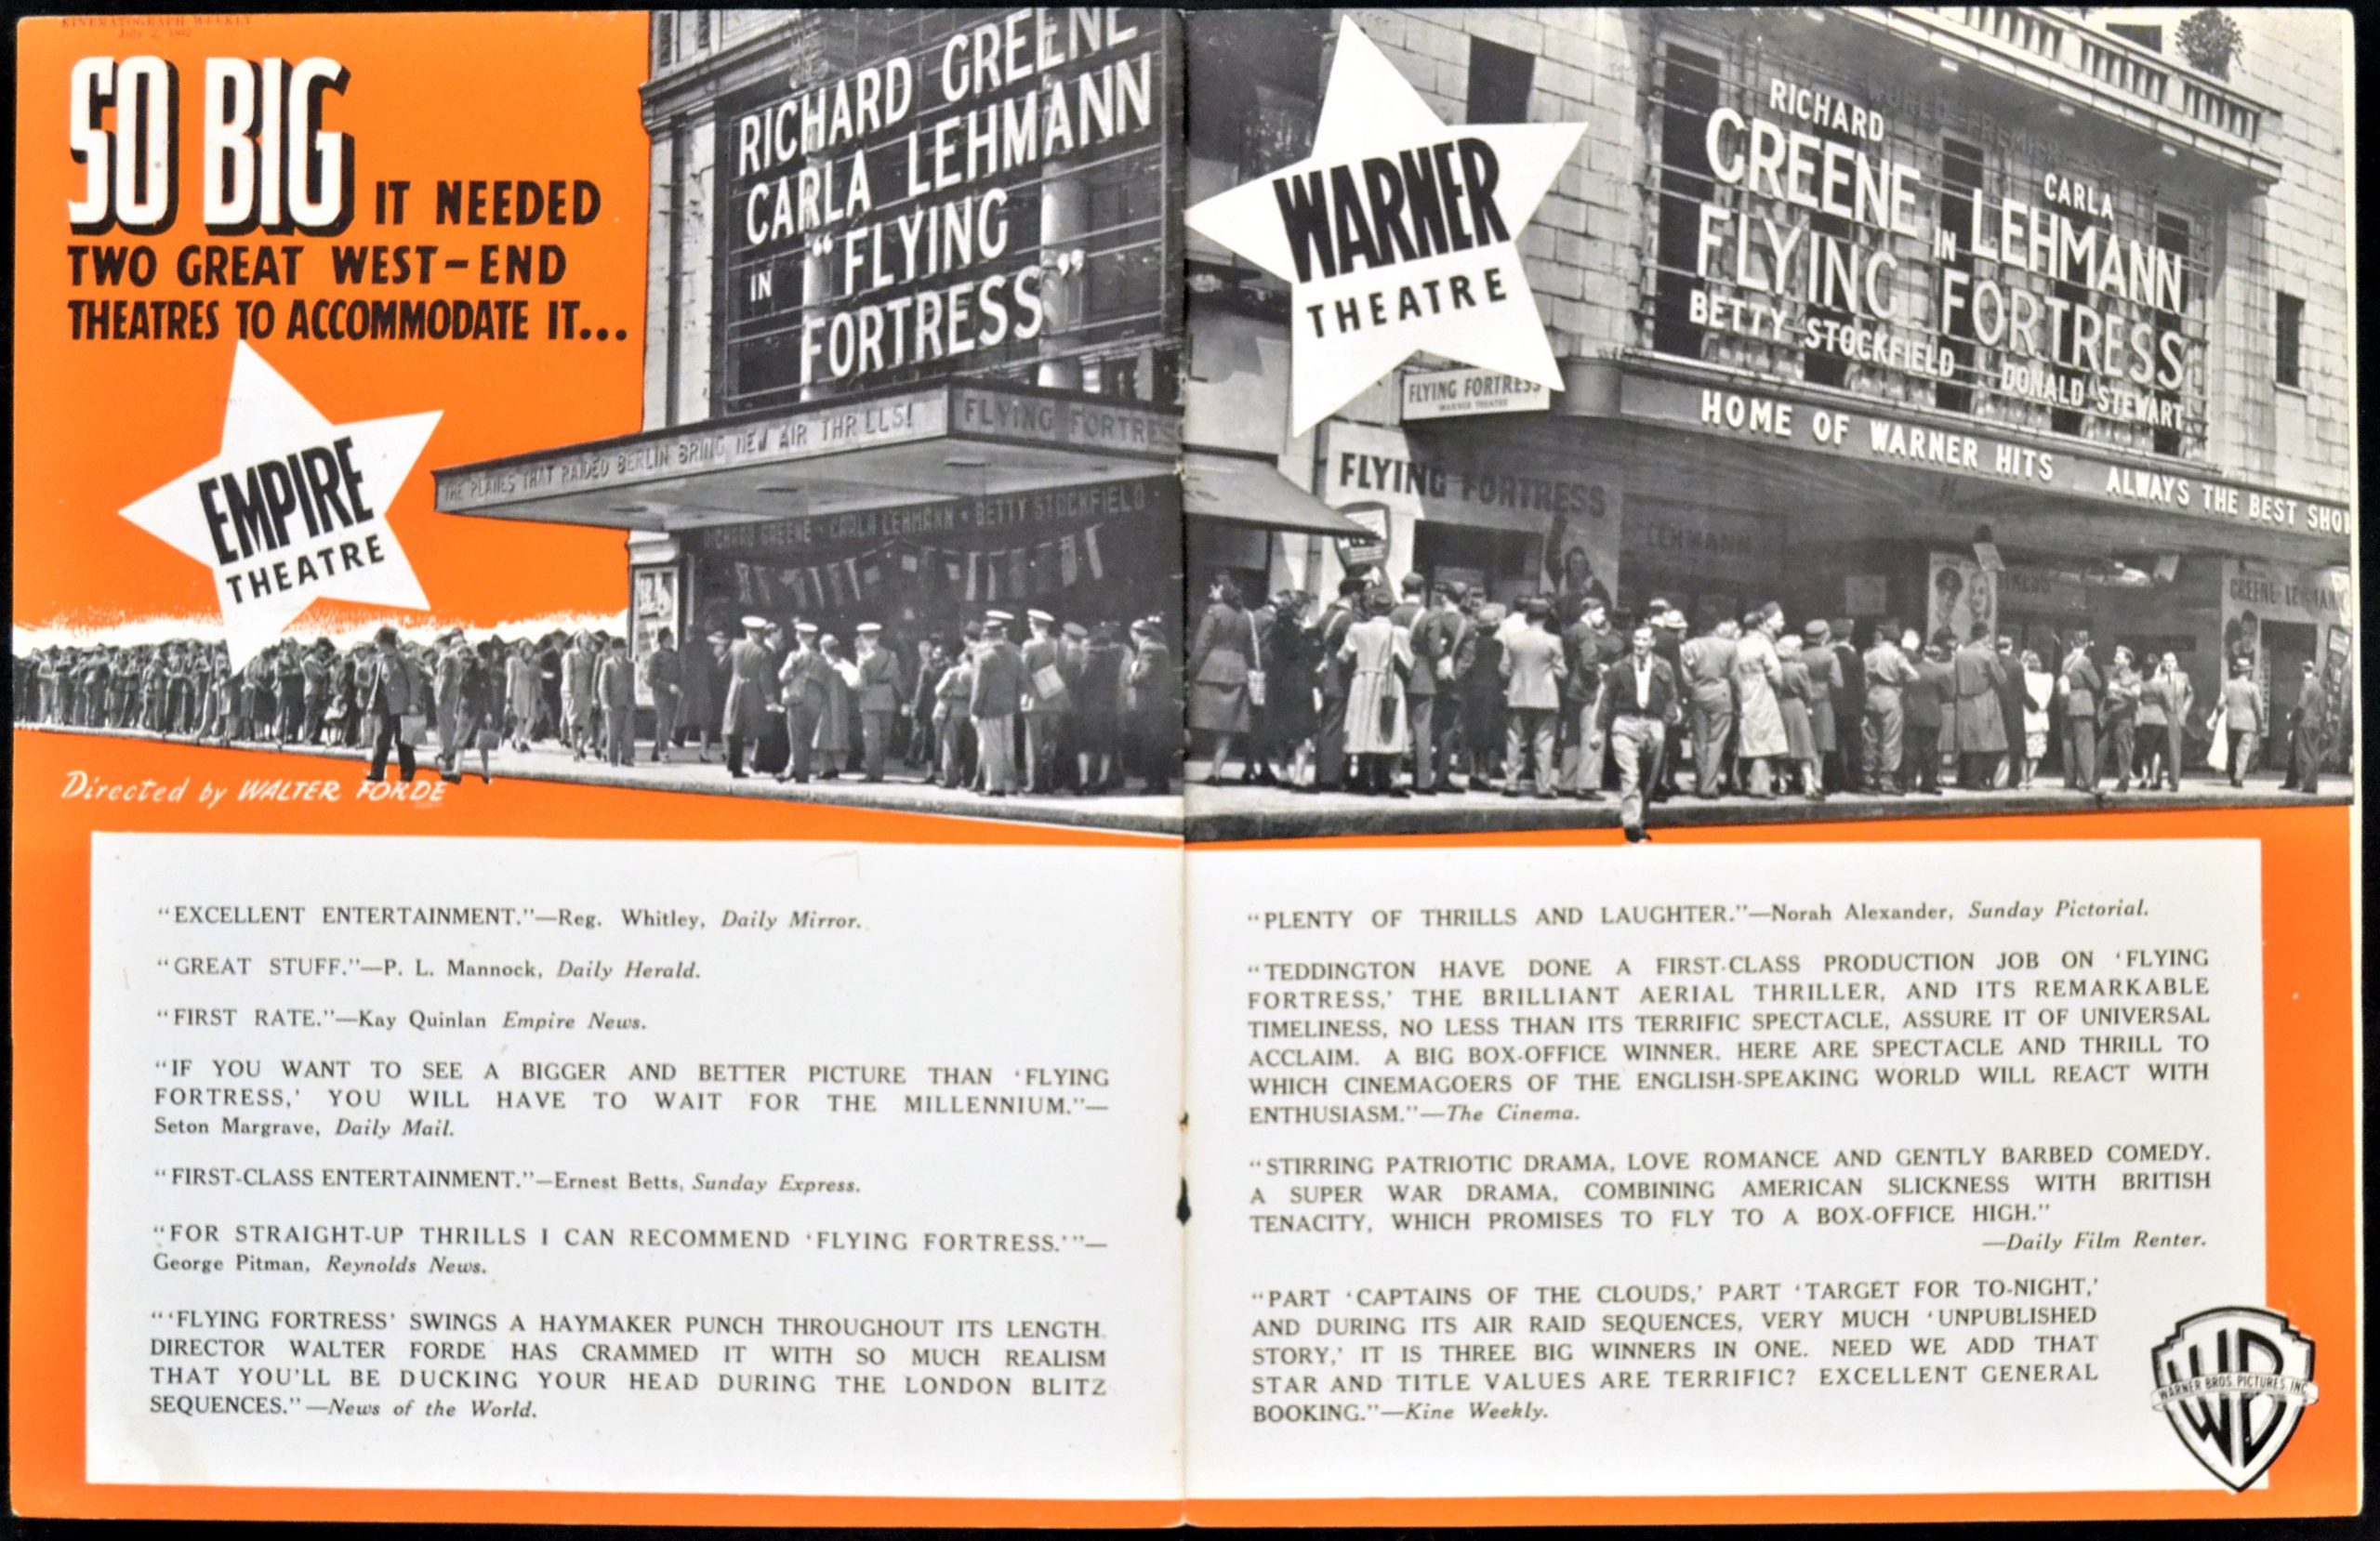 KINEMATOGRAPH WEEKLY
July 2, 1942
SO BIG IT NEEDED
TWO GREAT WEST-END
THEATRES TO ACCOMMODATE IT...
EMPIRE
THEATRE
RICHARD GREENE
CARLA LEHMANN
IN "FLYING
FORTRESS"
THE PLANES THAT RAIDED BERLIN BRING NEW AIR THRILLS!
FLYING FORTRESS
RICHARD GREENE · CARLA LEHMANN · BETTY STOCKFIELD
Directed by WALTER FORDE
WARNER
THEATRE
WORLD PREMIERE
RICHARD
GREENE IN CARLA
LEHMANN
FLYING FORTRESS
BETTY STOCKFIELD DONALD STEWART
FLYING FORTRESS
WARNER THEATRE
HOME OF WARNER HITS ALWAYS THE BEST SHOW
FLYING FORTRESS
LEHMANN
GREENE-LEHMANN
"EXCELLENT ENTERTAINMENT."—Reg. Whitley, Daily Mirror.
"GREAT STUFF."—P. L. Mannock, Daily Herald.
"FIRST RATE."—Kay Quinlan Empire News.
"IF YOU WANT TO SEE A BIGGER AND BETTER PICTURE THAN 'FLYING
FORTRESS,' YOU WILL HAVE TO WAIT FOR THE MILLENNIUM."—
Seton Margrave, Daily Mail.
"FIRST-CLASS ENTERTAINMENT."—Ernest Betts, Sunday Express.
"FOR STRAIGHT-UP THRILLS I CAN RECOMMEND 'FLYING FORTRESS.'"—
George Pitman, Reynolds News.
"'FLYING FORTRESS' SWINGS A HAYMAKER PUNCH THROUGHOUT ITS LENGTH.
DIRECTOR WALTER FORDE HAS CRAMMED IT WITH SO MUCH REALISM
THAT YOU'LL BE DUCKING YOUR HEAD DURING THE LONDON BLITZ
SEQUENCES."—News of the World.
"PLENTY OF THRILLS AND LAUGHTER."—Norah Alexander, Sunday Pictorial.
"TEDDINGTON HAVE DONE A FIRST-CLASS PRODUCTION JOB ON 'FLYING
FORTRESS,' THE BRILLIANT AERIAL THRILLER, AND ITS REMARKABLE
TIMELINESS, NO LESS THAN ITS TERRIFIC SPECTACLE, ASSURE IT OF UNIVERSAL
ACCLAIM. A BIG BOX-OFFICE WINNER. HERE ARE SPECTACLE AND THRILL TO
WHICH CINEMAGOERS OF THE ENGLISH-SPEAKING WORLD WILL REACT WITH
ENTHUSIASM."—The Cinema.
"STIRRING PATRIOTIC DRAMA, LOVE ROMANCE AND GENTLY BARBED COMEDY.
A SUPER WAR DRAMA, COMBINING AMERICAN SLICKNESS WITH BRITISH
TENACITY, WHICH PROMISES TO FLY TO A BOX-OFFICE HIGH."
—Daily Film Renter.
"PART 'CAPTAINS OF THE CLOUDS,' PART 'TARGET FOR TO-NIGHT,'
AND DURING ITS AIR RAID SEQUENCES, VERY MUCH 'UNPUBLISHED
STORY,' IT IS THREE BIG WINNERS IN ONE. NEED WE ADD THAT
STAR AND TITLE VALUES ARE TERRIFIC? EXCELLENT GENERAL
BOOKING."—Kine Weekly.
WB
WARNER BROS. PICTURES INC.